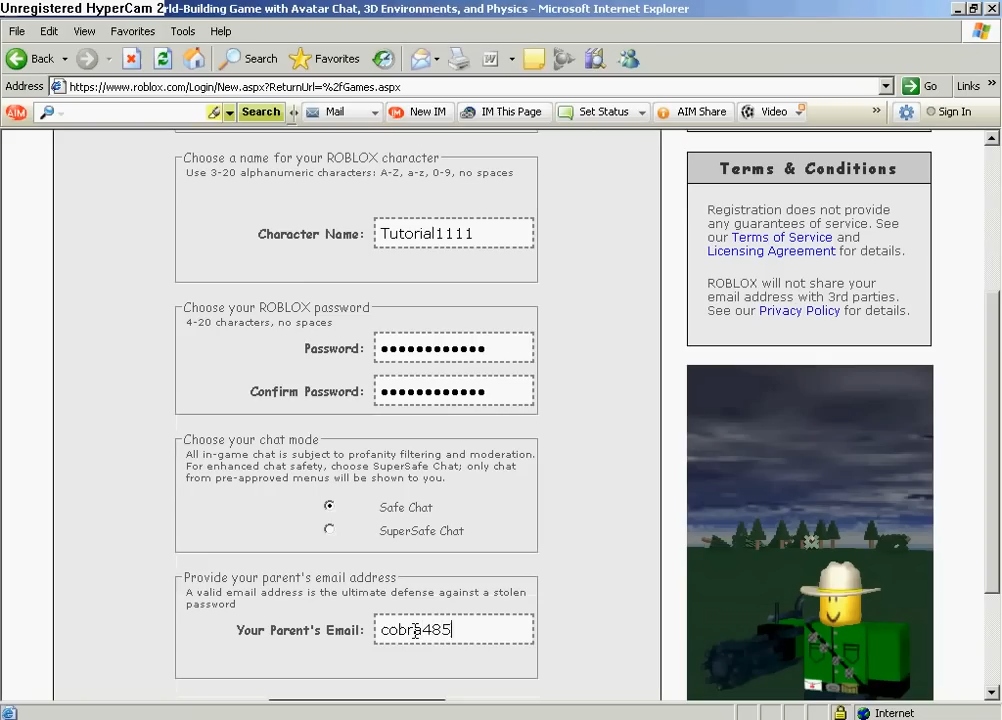 Unregistered HyperCam 2
rld-Building Game with Avatar Chat, 3D Environments, and Physics - Microsoft Internet Explorer
File Edit View Favorites Tools Help
Back Search Favorites
Address https://www.roblox.com/Login/New.aspx?ReturnUrl=%2fGames.aspx Go Links »
AIM Search Mail New IM IM This Page Set Status AIM Share Video » Sign In
Choose a name for your ROBLOX character
Use 3-20 alphanumeric characters: A-Z, a-z, 0-9, no spaces
Character Name: Tutorial1111
Choose your ROBLOX password
4-20 characters, no spaces
Password: ••••••••••••
Confirm Password: ••••••••••••
Choose your chat mode
All in-game chat is subject to profanity filtering and moderation.
For enhanced chat safety, choose SuperSafe Chat; only chat
from pre-approved menus will be shown to you.
Safe Chat
SuperSafe Chat
Provide your parent's email address
A valid email address is the ultimate defense against a stolen
password
Your Parent's Email: cobra485
Terms & Conditions
Registration does not provide
any guarantees of service. See
our Terms of Service and
Licensing Agreement for details.
ROBLOX will not share your
email address with 3rd parties.
See our Privacy Policy for details.
Internet